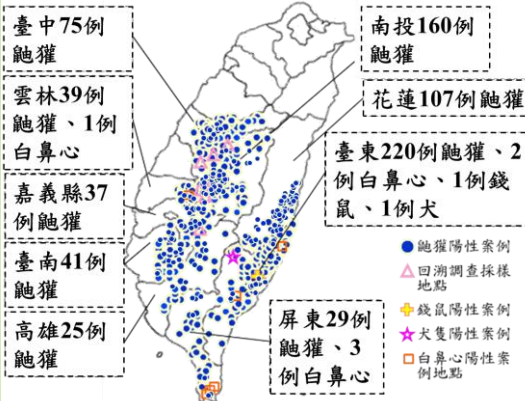 臺中75例
鼬獾
南投160例
鼬獾
雲林39例
鼬獾、1例
白鼻心
花蓮107例鼬獾
臺東220例鼬獾、2
例白鼻心、1例錢
鼠、1例犬
嘉義縣37
例鼬獾
臺南41例
鼬獾
高雄25例
鼬獾
屏東29例
鼬獾、3
例白鼻心
鼬獾陽性案例
回溯調查採樣
地點
錢鼠陽性案例
犬隻陽性案例
白鼻心陽性案
例地點